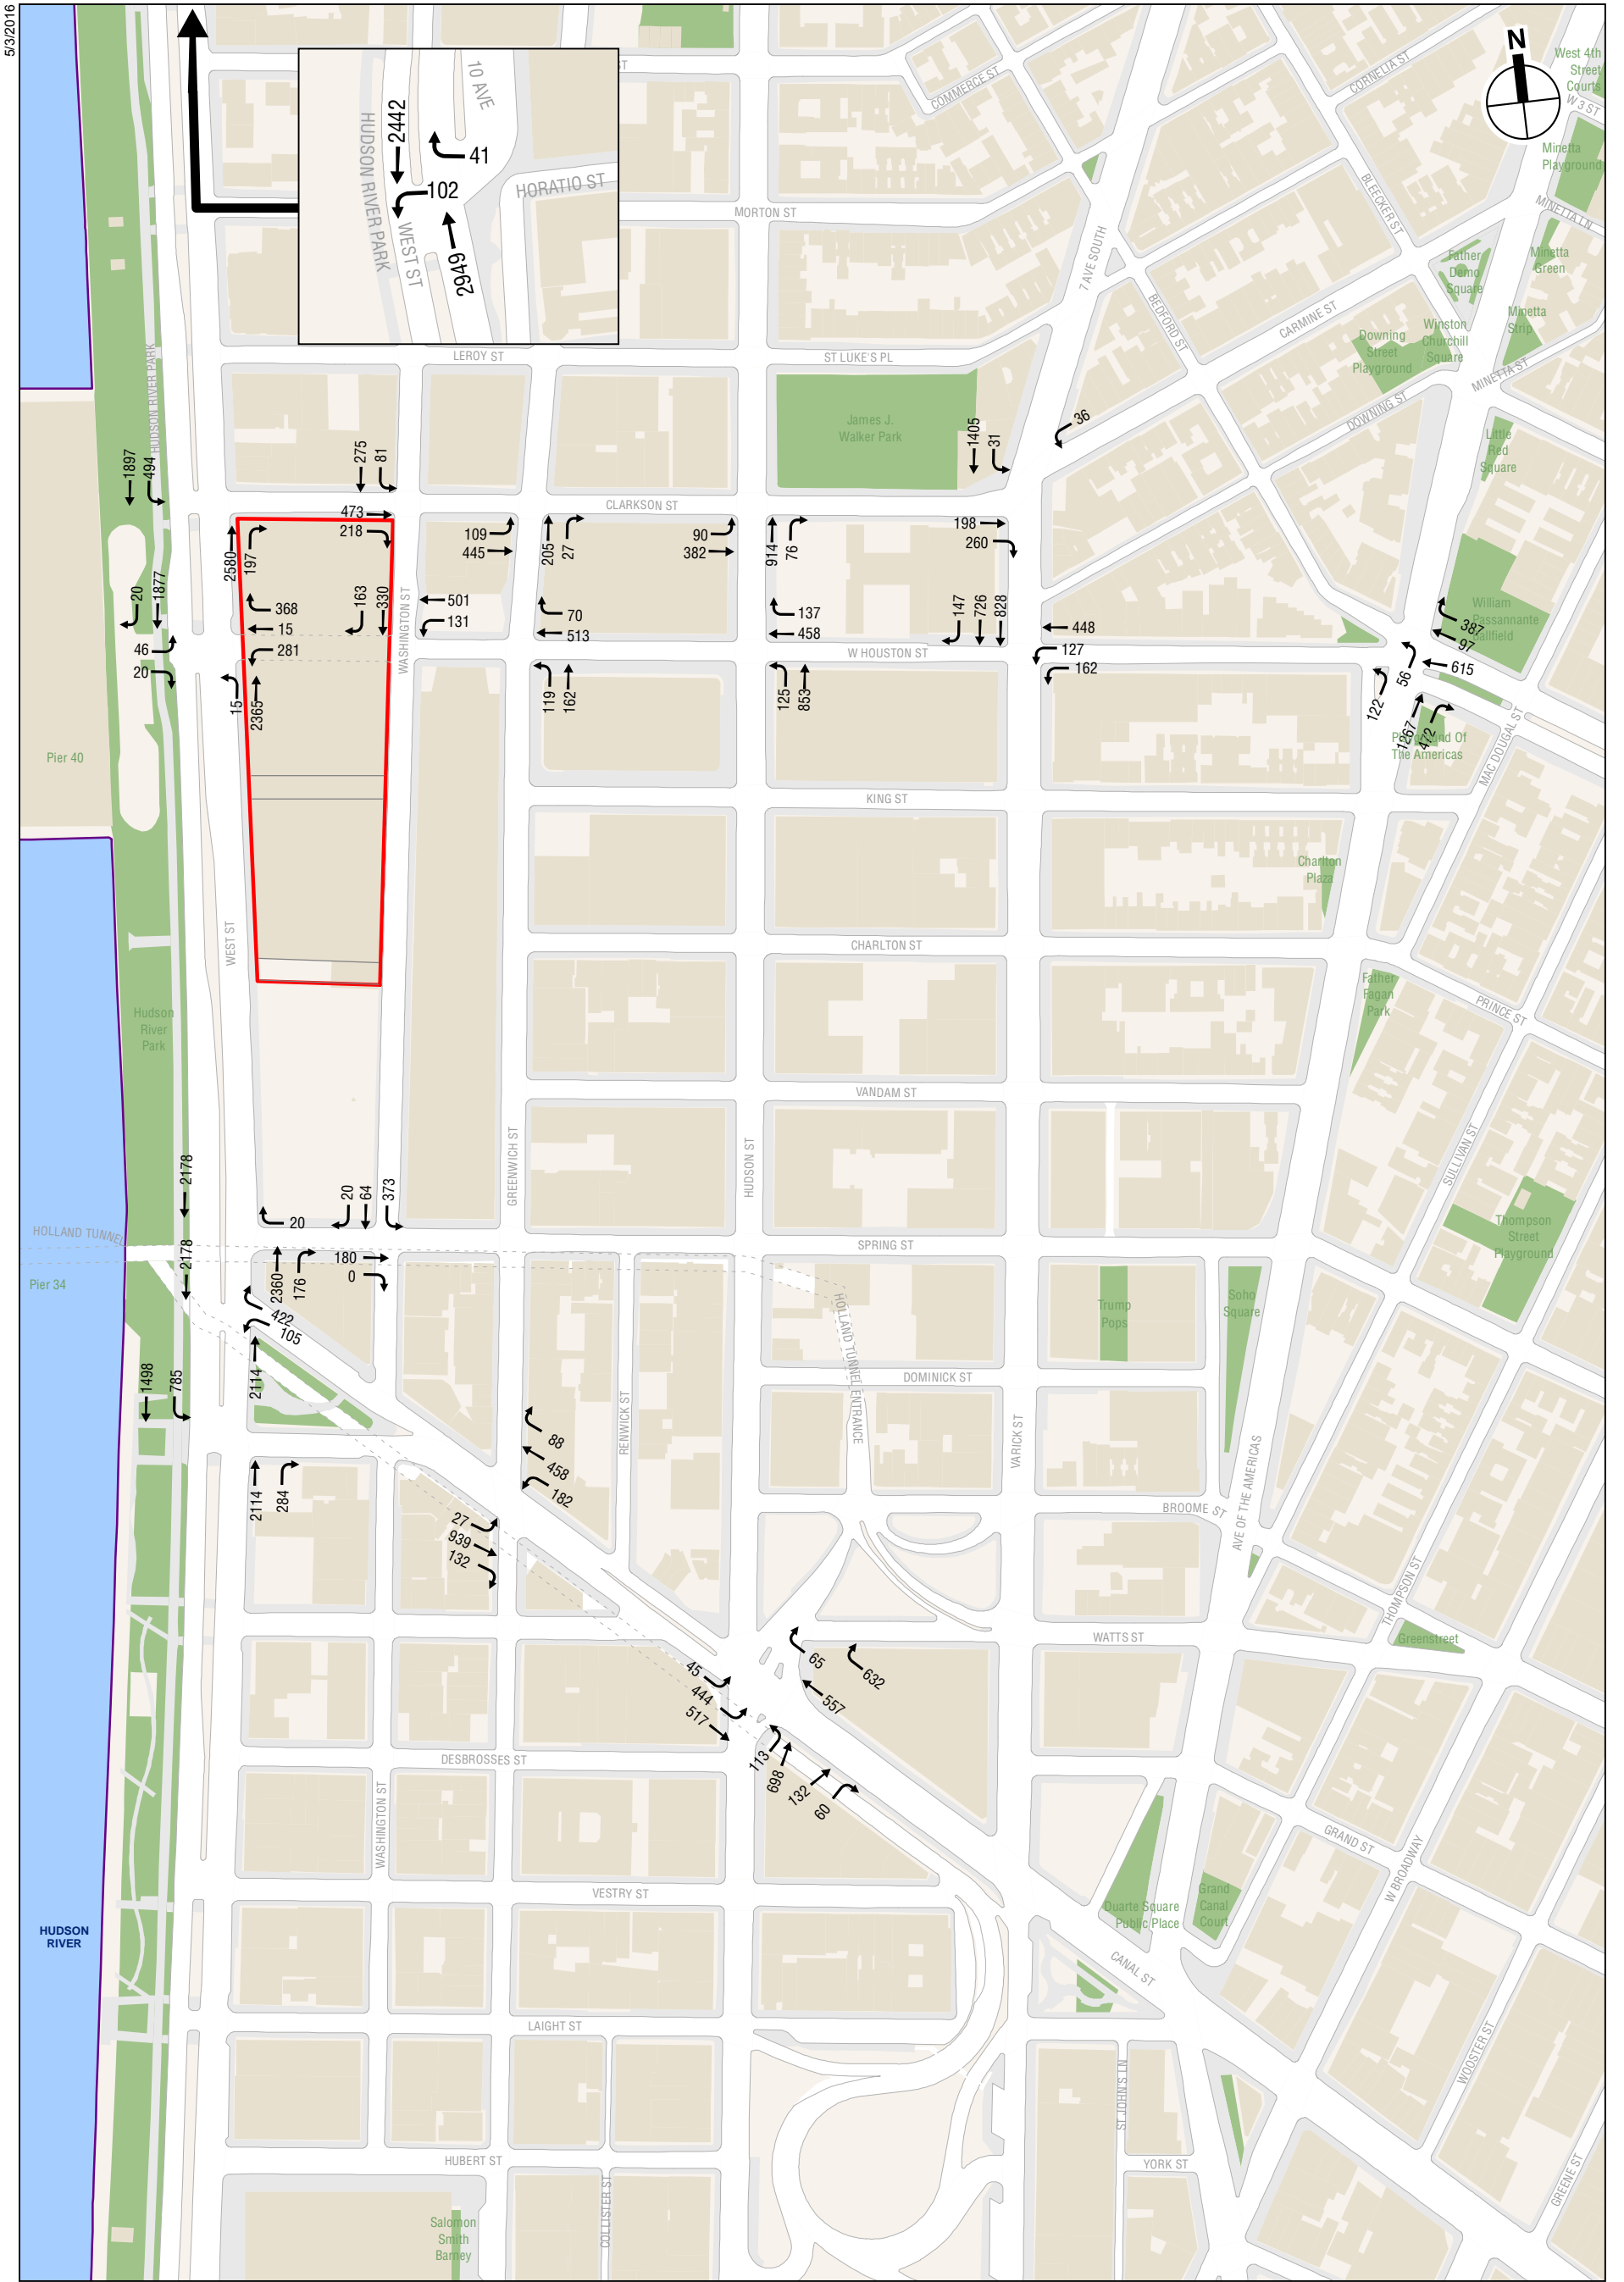 5/3/2016
N
West 4th
Street
Courts
W 3 ST
CORNELIA ST
COMMERCE ST
10 AVE
2442
41
HUDSON RIVER PARK
102
HORATIO ST
WEST ST
2949
ST
Minetta
Playground
MINETTA LN
BLEECKER ST
MORTON ST
7 AVE SOUTH
Father
Demo
Square
Minetta
Green
BEDFORD ST
CARMINE ST
Minetta
Strip
Downing
Street
Playground
Winston
Churchill
Square
HUDSON RIVER PARK
LEROY ST
ST LUKE'S PL
MINETTA ST
DOWNING ST
James J.
Walker Park
36
1405
31
Little
Red
Square
1897
494
275
81
CLARKSON ST
473
218
2580
197
109
445
205
27
90
382
914
76
198
260
20
1877
368
15
163
330
281
WASHINGTON ST
501
131
70
513
137
458
147
726
828
448
William
Passannante
Ballfield
387
97
46
20
15
2365
W HOUSTON ST
127
162
119
162
125
853
122
56
615
1267
472
Playground Of
The Americas
MAC DOUGAL ST
Pier 40
KING ST
Charlton
Plaza
WEST ST
CHARLTON ST
Father
Fagan
Park
PRINCE ST
Hudson
River
Park
VANDAM ST
SULLIVAN ST
GREENWICH ST
HUDSON ST
2178
20
64
373
20
Thompson
Street
Playground
HOLLAND TUNNEL
SPRING ST
Pier 34
2178
2360
176
180
0
422
105
HOLLAND TUNNEL ENTRANCE
Trump
Pops
Soho
Square
1498
785
2114
DOMINICK ST
RENWICK ST
VARICK ST
AVE OF THE AMERICAS
88
458
182
2114
284
BROOME ST
27
939
132
THOMPSON ST
WATTS ST
Greenstreet
65
632
557
45
444
517
113
698
132
60
DESBROSSES ST
WASHINGTON ST
GRAND ST
W BROADWAY
VESTRY ST
Duarte Square
Public Place
Grand
Canal
Court
HUDSON
RIVER
CANAL ST
LAIGHT ST
WOOSTER ST
ST JOHN'S LN
HUBERT ST
YORK ST
COLLISTER ST
GREENE ST
Salomon
Smith
Barney